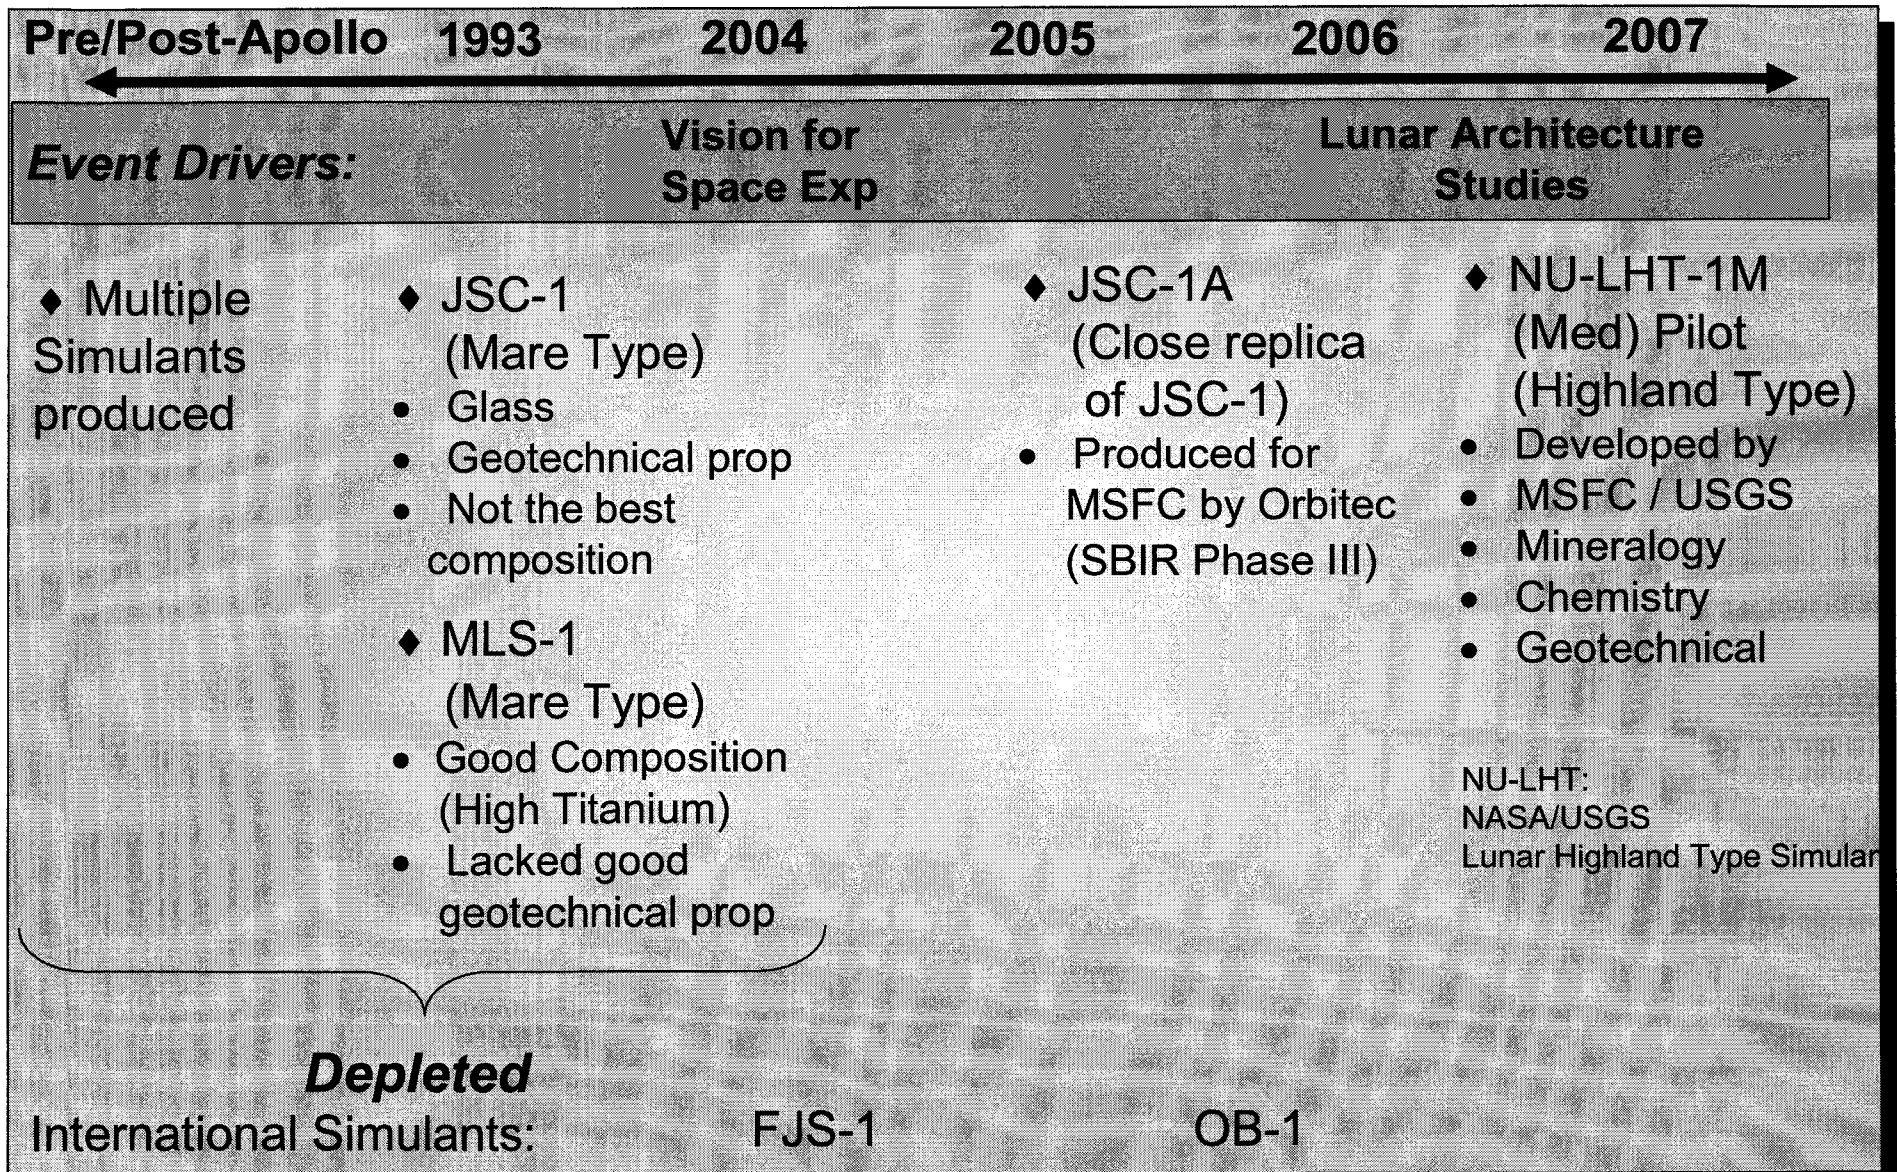 Pre/Post-Apollo 1993 2004 2005 2006 2007
Event Drivers:
Vision for
Space Exp
Lunar Architecture
Studies
♦ Multiple
Simulants
produced
♦ JSC-1
(Mare Type)
• Glass
• Geotechnical prop
• Not the best
composition
♦ MLS-1
(Mare Type)
• Good Composition
(High Titanium)
• Lacked good
geotechnical prop
♦ JSC-1A
(Close replica
of JSC-1)
• Produced for
MSFC by Orbitec
(SBIR Phase III)
♦ NU-LHT-1M
(Med) Pilot
(Highland Type)
• Developed by
• MSFC / USGS
• Mineralogy
• Chemistry
• Geotechnical
NU-LHT:
NASA/USGS
Lunar Highland Type Simulan
Depleted
International Simulants: FJS-1 OB-1